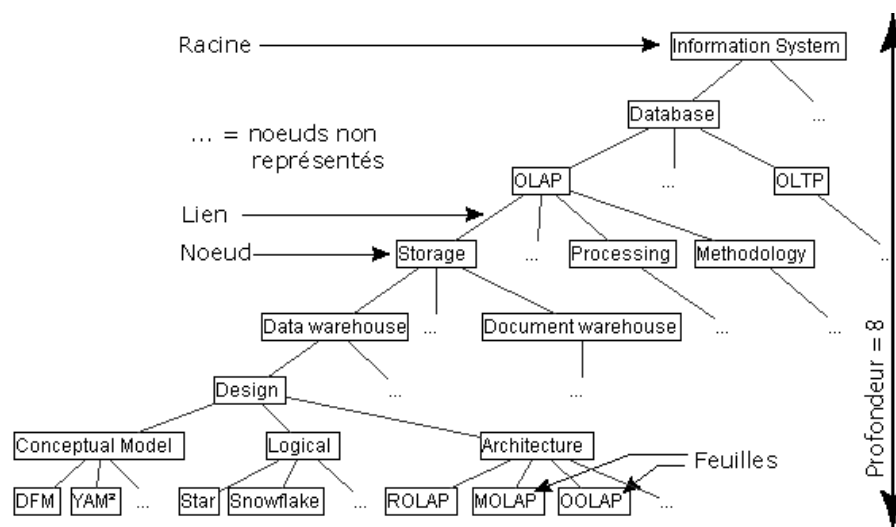 Racine
Information System
Database
...
... = noeuds non
représentés
OLAP
...
OLTP
Lien
Noeud
Storage
...
Processing
Methodology
...
Data warehouse
...
Document warehouse
...
...
Design
...
...
Profondeur = 8
Conceptual Model
Logical
Architecture
Feuilles
DFM
YAM²
...
Star
Snowflake
...
ROLAP
MOLAP
OOLAP
...